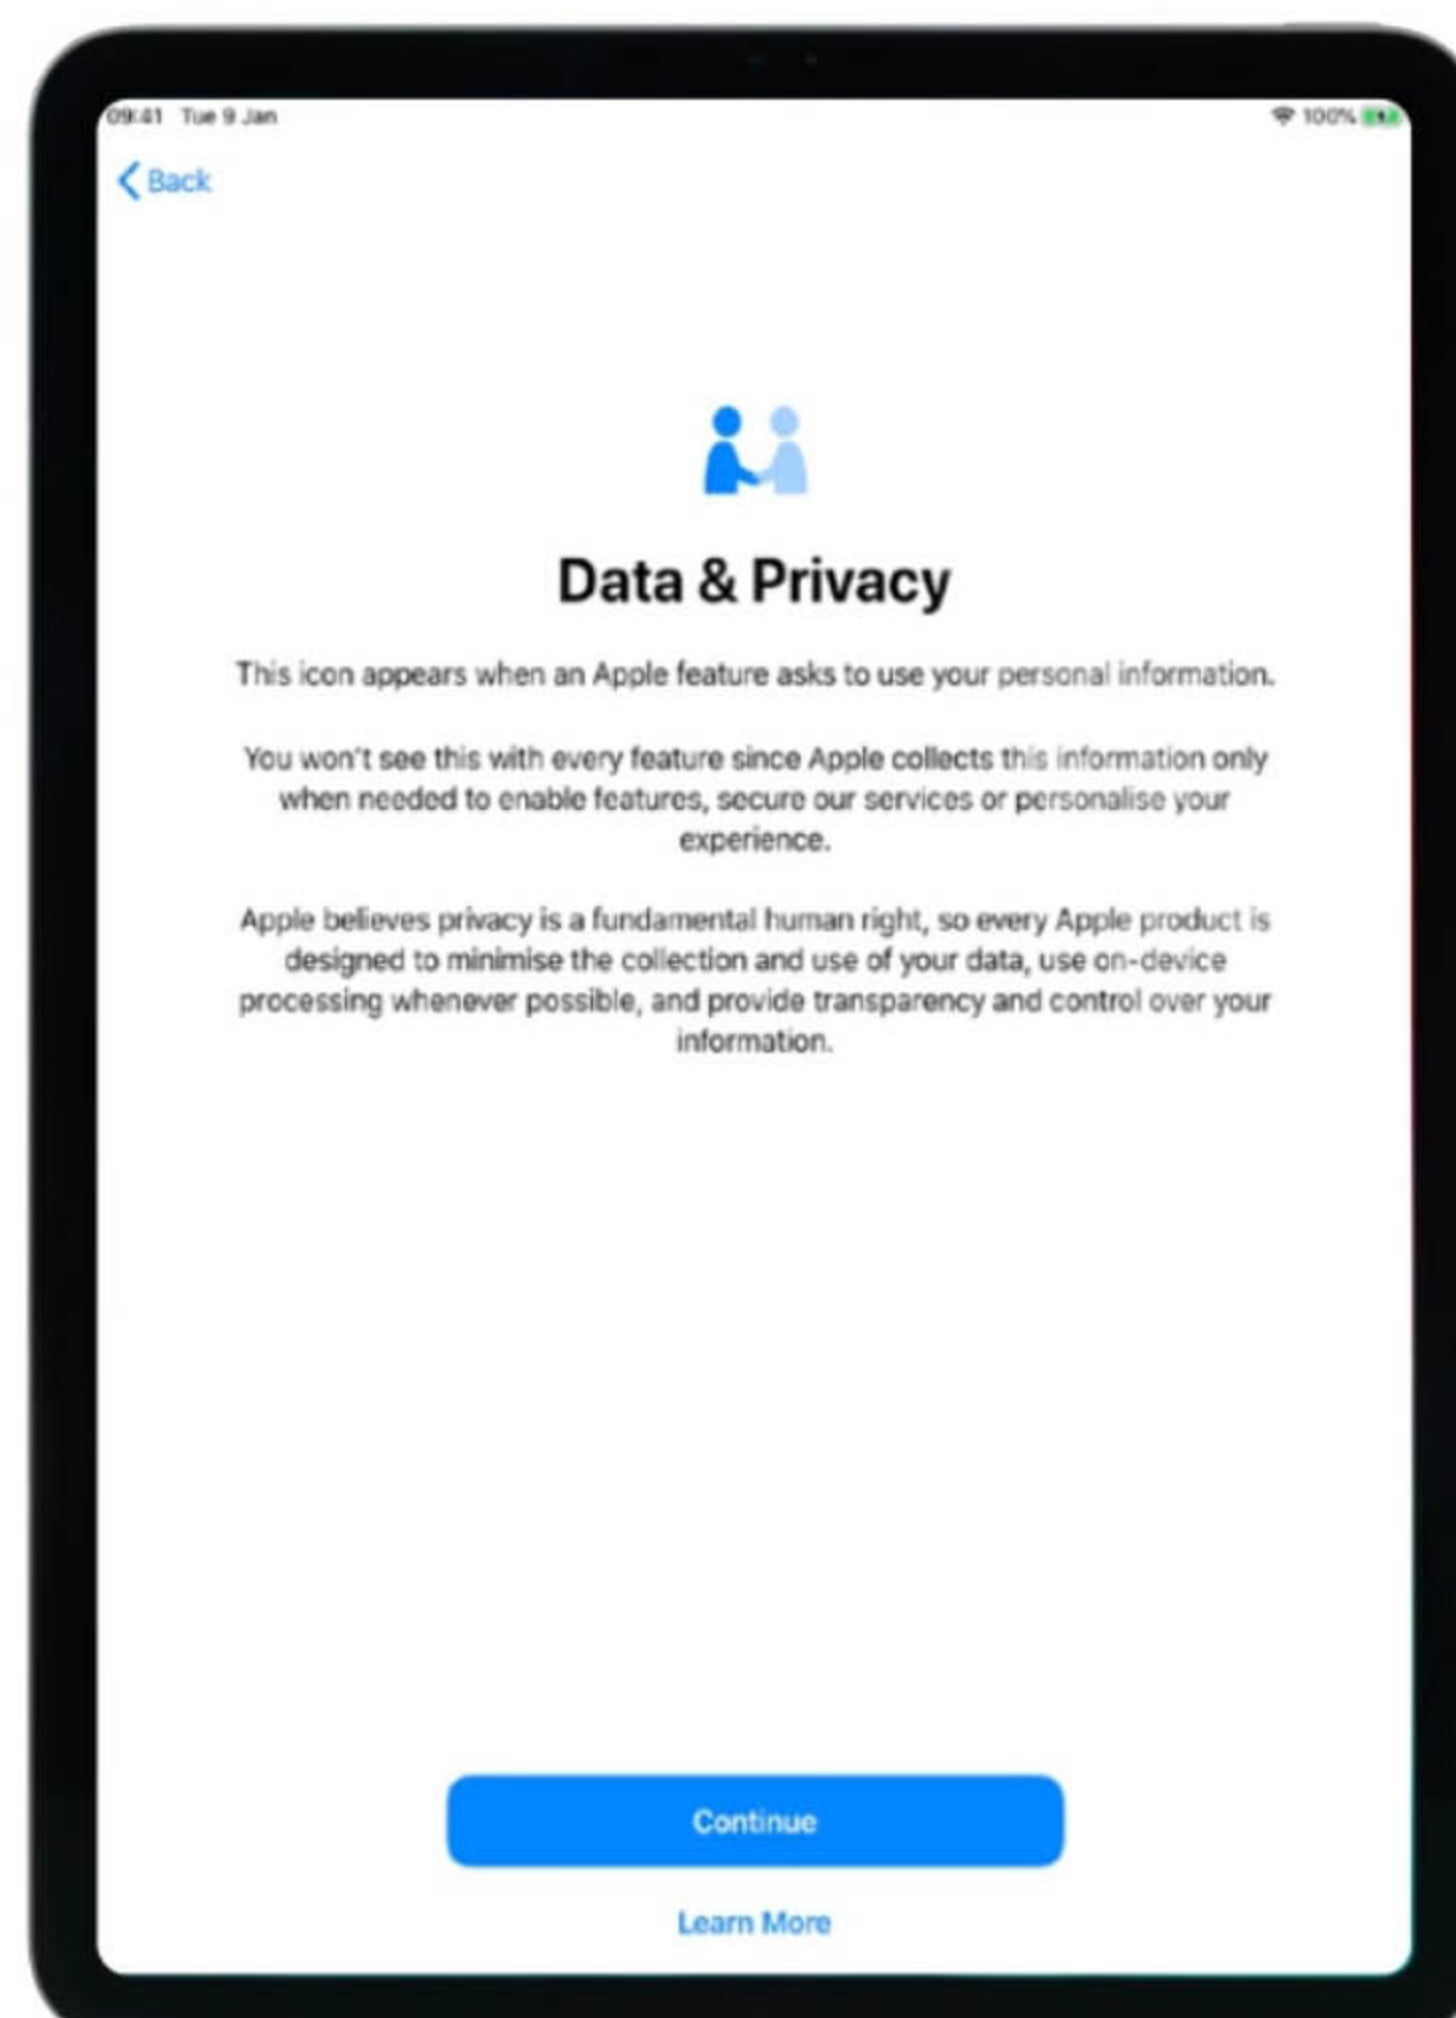 09:41 Tue 9 Jan
100%
Back
Data & Privacy
This icon appears when an Apple feature asks to use your personal information.
You won't see this with every feature since Apple collects this information only
when needed to enable features, secure our services or personalise your
experience.
Apple believes privacy is a fundamental human right, so every Apple product is
designed to minimise the collection and use of your data, use on-device
processing whenever possible, and provide transparency and control over your
information.
Continue
Learn More